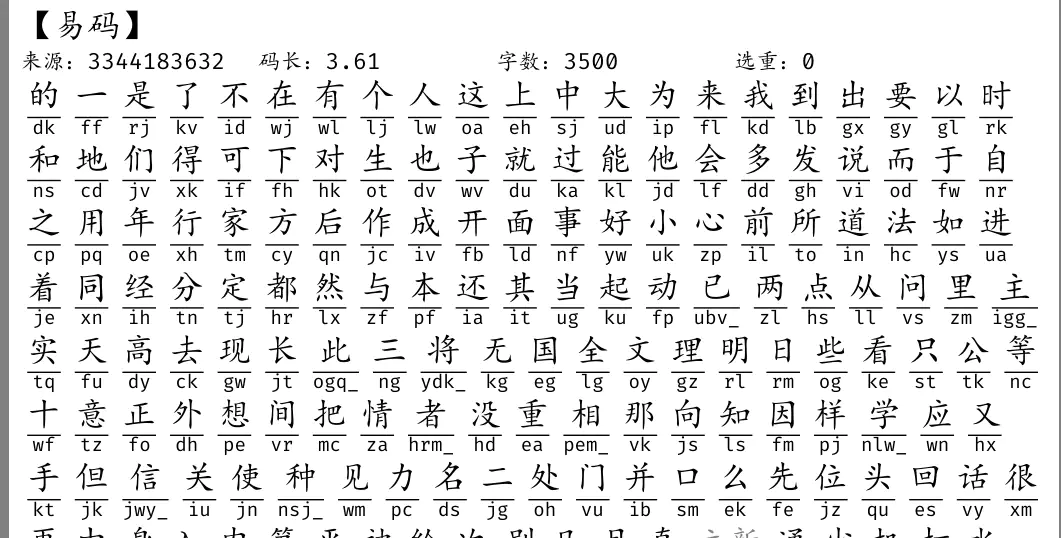 【易码】
来源：3344183632 码长：3.61 字数：3500 选重：0
的 一 是 了 不 在 有 个 人 这 上 中 大 为 来 我 到 出 要 以 时
dk ff rj kv id wj wl lj lw oa eh sj ud ip fl kd lb gx gy gl rk
和 地 们 得 可 下 对 生 也 子 就 过 能 他 会 多 发 说 而 于 自
ns cd jv xk if fh hk ot dv wv du ka kl jd lf dd gh vi od fw nr
之 用 年 行 家 方 后 作 成 开 面 事 好 小 心 前 所 道 法 如 进
cp pq oe xh tm cy qn jc iv fb ld nf yw uk zp il to in hc ys ua
着 同 经 分 定 都 然 与 本 还 其 当 起 动 已 两 点 从 问 里 主
je xn ih tn tj hr lx zf pf ia it ug ku fp ubv_ zl hs ll vs zm igg_
实 天 高 去 现 长 此 三 将 无 国 全 文 理 明 日 些 看 只 公 等
tq fu dy ck gw jt ogq_ ng ydk_ kg eg lg oy gz rl rm og ke st tk nc
十 意 正 外 想 间 把 情 者 没 重 相 那 向 知 因 样 学 应 又
wf tz fo dh pe vr mc za hrm_ hd ea pem_ vk js ls fm pj nlw_ wn hx
手 但 信 关 使 种 见 力 名 二 处 门 并 口 么 先 位 头 回 话 很
kt jk jwy_ iu jn nsj_ wm pc ds jg oh vu ib sm ek fe jz qu es vy xm